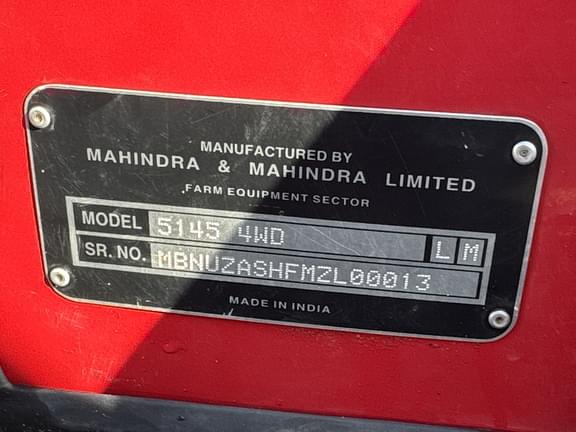 MANUFACTURED BY
MAHINDRA & MAHINDRA LIMITED
FARM EQUIPMENT SECTOR
MODEL 5145 4WD L M
SR. NO. MBNUZASHFMZL00013
MADE IN INDIA